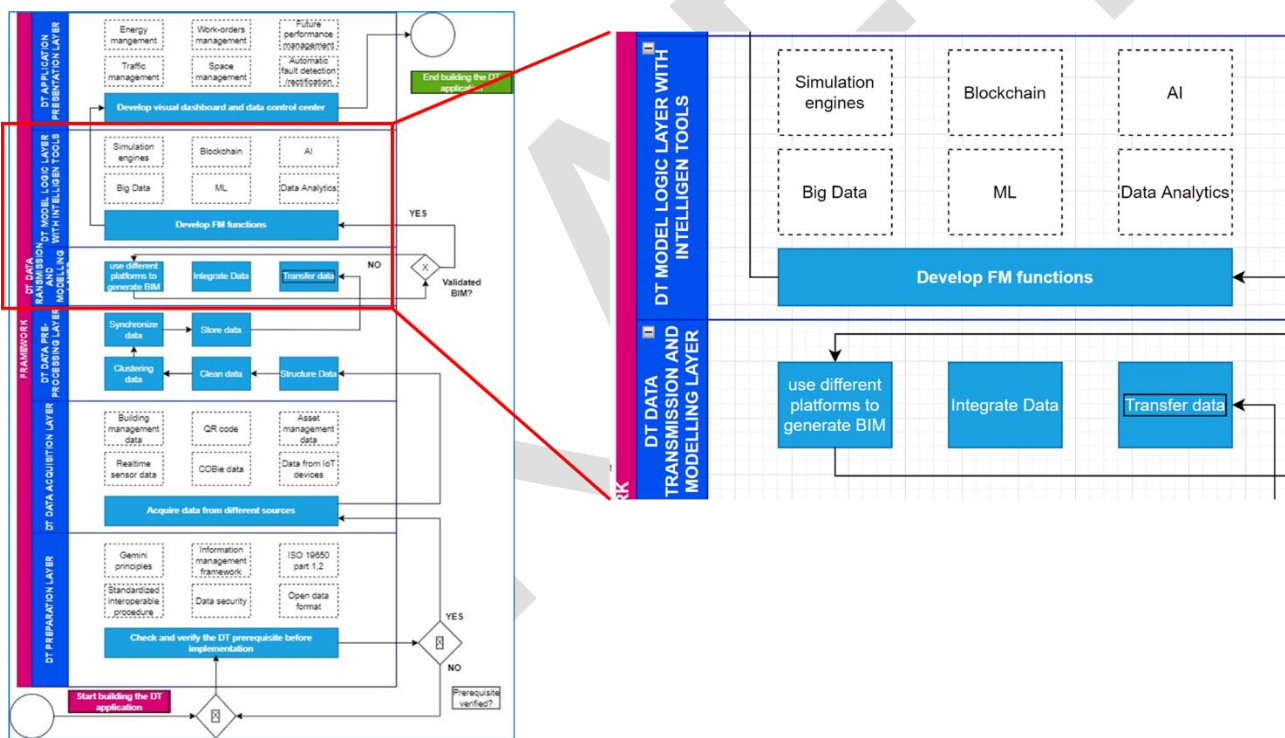 DT APPLICATION
PRESENTATION LAYER
Energy
mangement
Work-orders
management
Future
performance
management
Traffic
management
Space
management
Automatic
fault detection
/rectification
Develop visual dashboard and data control center
End building the DT
application
DT MODEL LOGIC LAYER
WITH INTELLIGEN TOOLS
Simulation
engines
Blockchain
AI
Big Data
ML
Data Analytics
Develop FM functions
YES
FRAMEWORK
DT DATA
RANSMISSION
AND
MODELLING
use different
platforms to
generate BIM
Integrate Data
Transfer data
NO
X
Validated
BIM?
DT DATA PRE-
PROCESSING LAYER
Synchronize
data
Store data
Clustering
data
Clean data
Structure Data
DT DATA ACQUISITION LAYER
Building
management
data
QR code
Asset
management
data
Realtime
sensor data
COBie data
Data from IoT
devices
Acquire data from different sources
DT PREPARATION LAYER
Gemini
principles
Information
management
framework
ISO 19650
part 1,2
Standardized
interoperable
procedure
Data security
Open data
format
Check and verify the DT prerequisite before
implementation
YES
NO
Prerequisite
verified?
Start building the DT
application
DT MODEL LOGIC LAYER WITH
INTELLIGEN TOOLS
Simulation
engines
Blockchain
AI
Big Data
ML
Data Analytics
Develop FM functions
DT DATA
TRANSMISSION AND
MODELLING LAYER
use different
platforms to
generate BIM
Integrate Data
Transfer data
RK